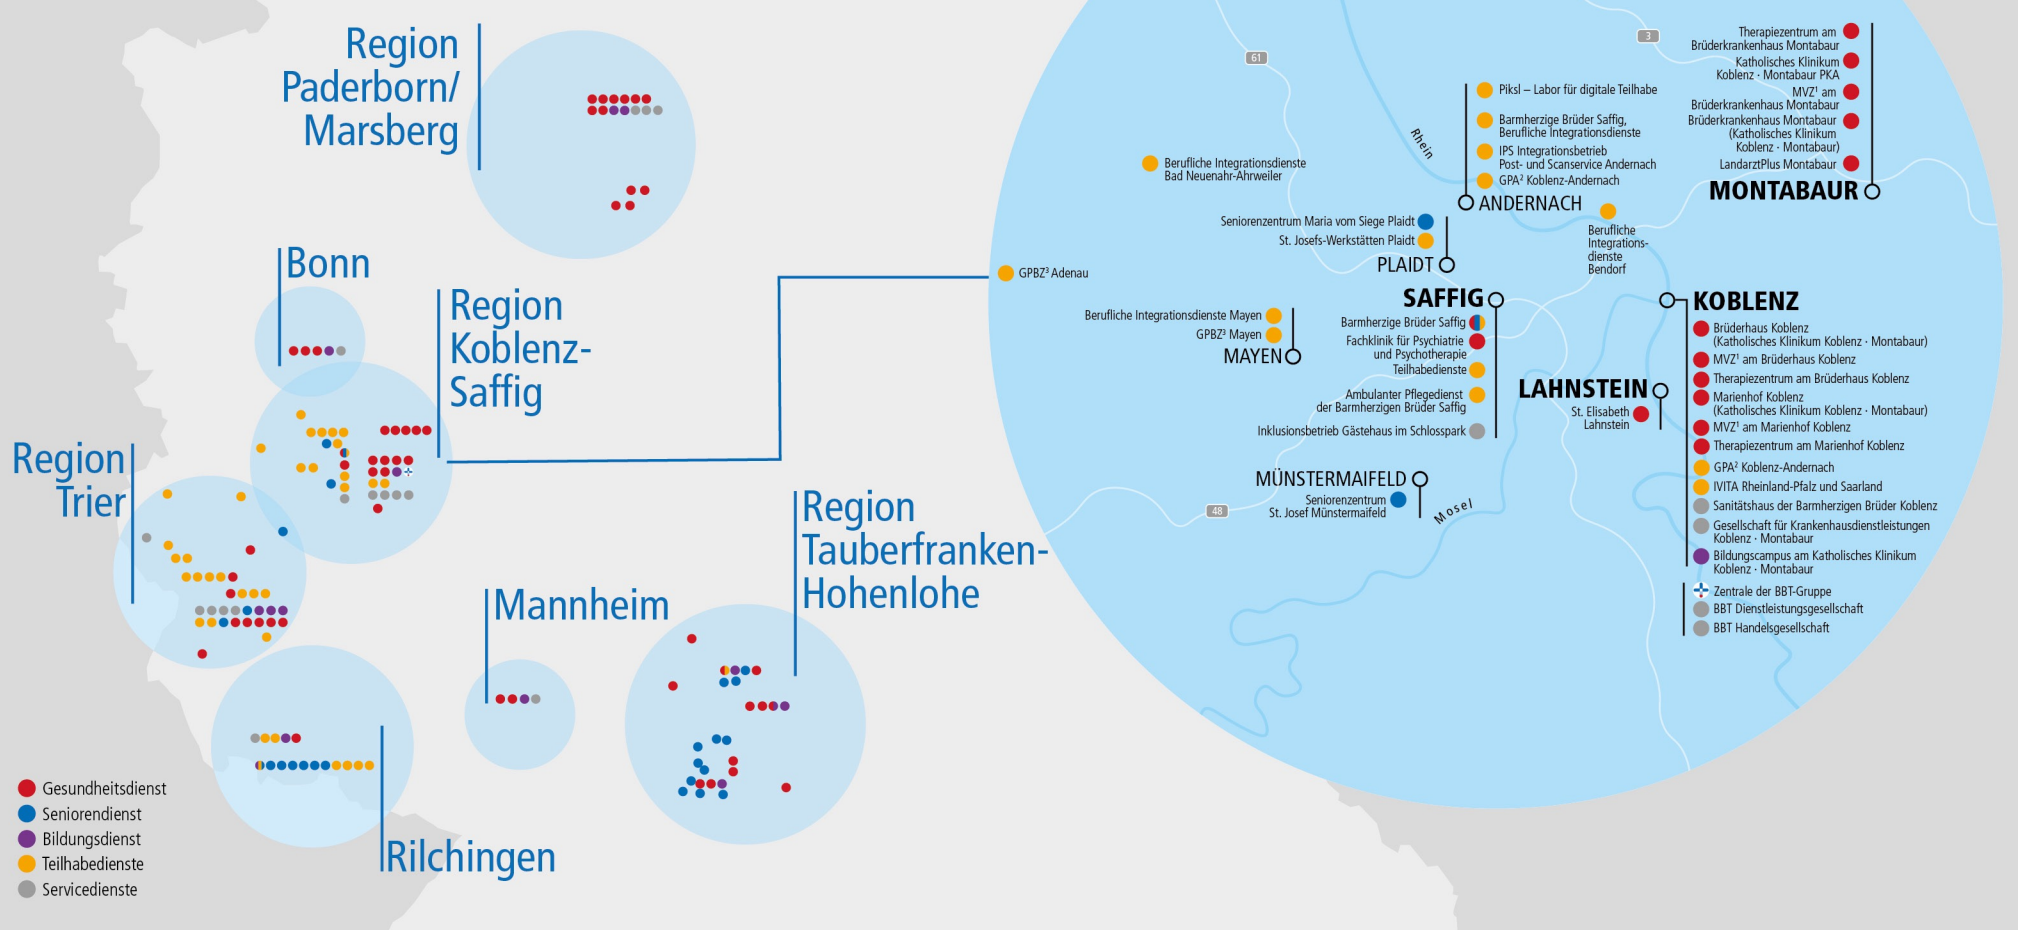 Region
Paderborn/
Marsberg
Bonn
Region
Koblenz-
Saffig
Region
Trier
Region
Tauberfranken-
Hohenlohe
Mannheim
Rilchingen
Gesundheitsdienst
Seniorendienst
Bildungsdienst
Teilhabedienste
Servicedienste
61
3
48
Rhein
Mosel
Berufliche Integrationsdienste
Bad Neuenahr-Ahrweiler
GPBZ³ Adenau
Piksl – Labor für digitale Teilhabe
Barmherzige Brüder Saffig,
Berufliche Integrationsdienste
IPS Integrationsbetrieb
Post- und Scanservice Andernach
GPA² Koblenz-Andernach
ANDERNACH
Therapiezentrum am
Brüderkrankenhaus Montabaur
Katholisches Klinikum
Koblenz · Montabaur PKA
MVZ¹ am
Brüderkrankenhaus Montabaur
Brüderkrankenhaus Montabaur
(Katholisches Klinikum
Koblenz · Montabaur)
LandarztPlus Montabaur
MONTABAUR
Seniorenzentrum Maria vom Siege Plaidt
St. Josefs-Werkstätten Plaidt
PLAIDT
Berufliche
Integrations-
dienste
Bendorf
Berufliche Integrationsdienste Mayen
GPBZ³ Mayen
MAYEN
SAFFIG
Barmherzige Brüder Saffig
Fachklinik für Psychiatrie
und Psychotherapie
Teilhabedienste
Ambulanter Pflegedienst
der Barmherzigen Brüder Saffig
Inklusionsbetrieb Gästehaus im Schlosspark
MÜNSTERMAIFELD
Seniorenzentrum
St. Josef Münstermaifeld
LAHNSTEIN
St. Elisabeth
Lahnstein
KOBLENZ
Brüderhaus Koblenz
(Katholisches Klinikum Koblenz · Montabaur)
MVZ¹ am Brüderhaus Koblenz
Therapiezentrum am Brüderhaus Koblenz
Marienhof Koblenz
(Katholisches Klinikum Koblenz · Montabaur)
MVZ¹ am Marienhof Koblenz
Therapiezentrum am Marienhof Koblenz
GPA² Koblenz-Andernach
IVITA Rheinland-Pfalz und Saarland
Sanitätshaus der Barmherzigen Brüder Koblenz
Gesellschaft für Krankenhausdienstleistungen
Koblenz · Montabaur
Bildungscampus am Katholisches Klinikum
Koblenz · Montabaur
Zentrale der BBT-Gruppe
BBT Dienstleistungsgesellschaft
BBT Handelsgesellschaft